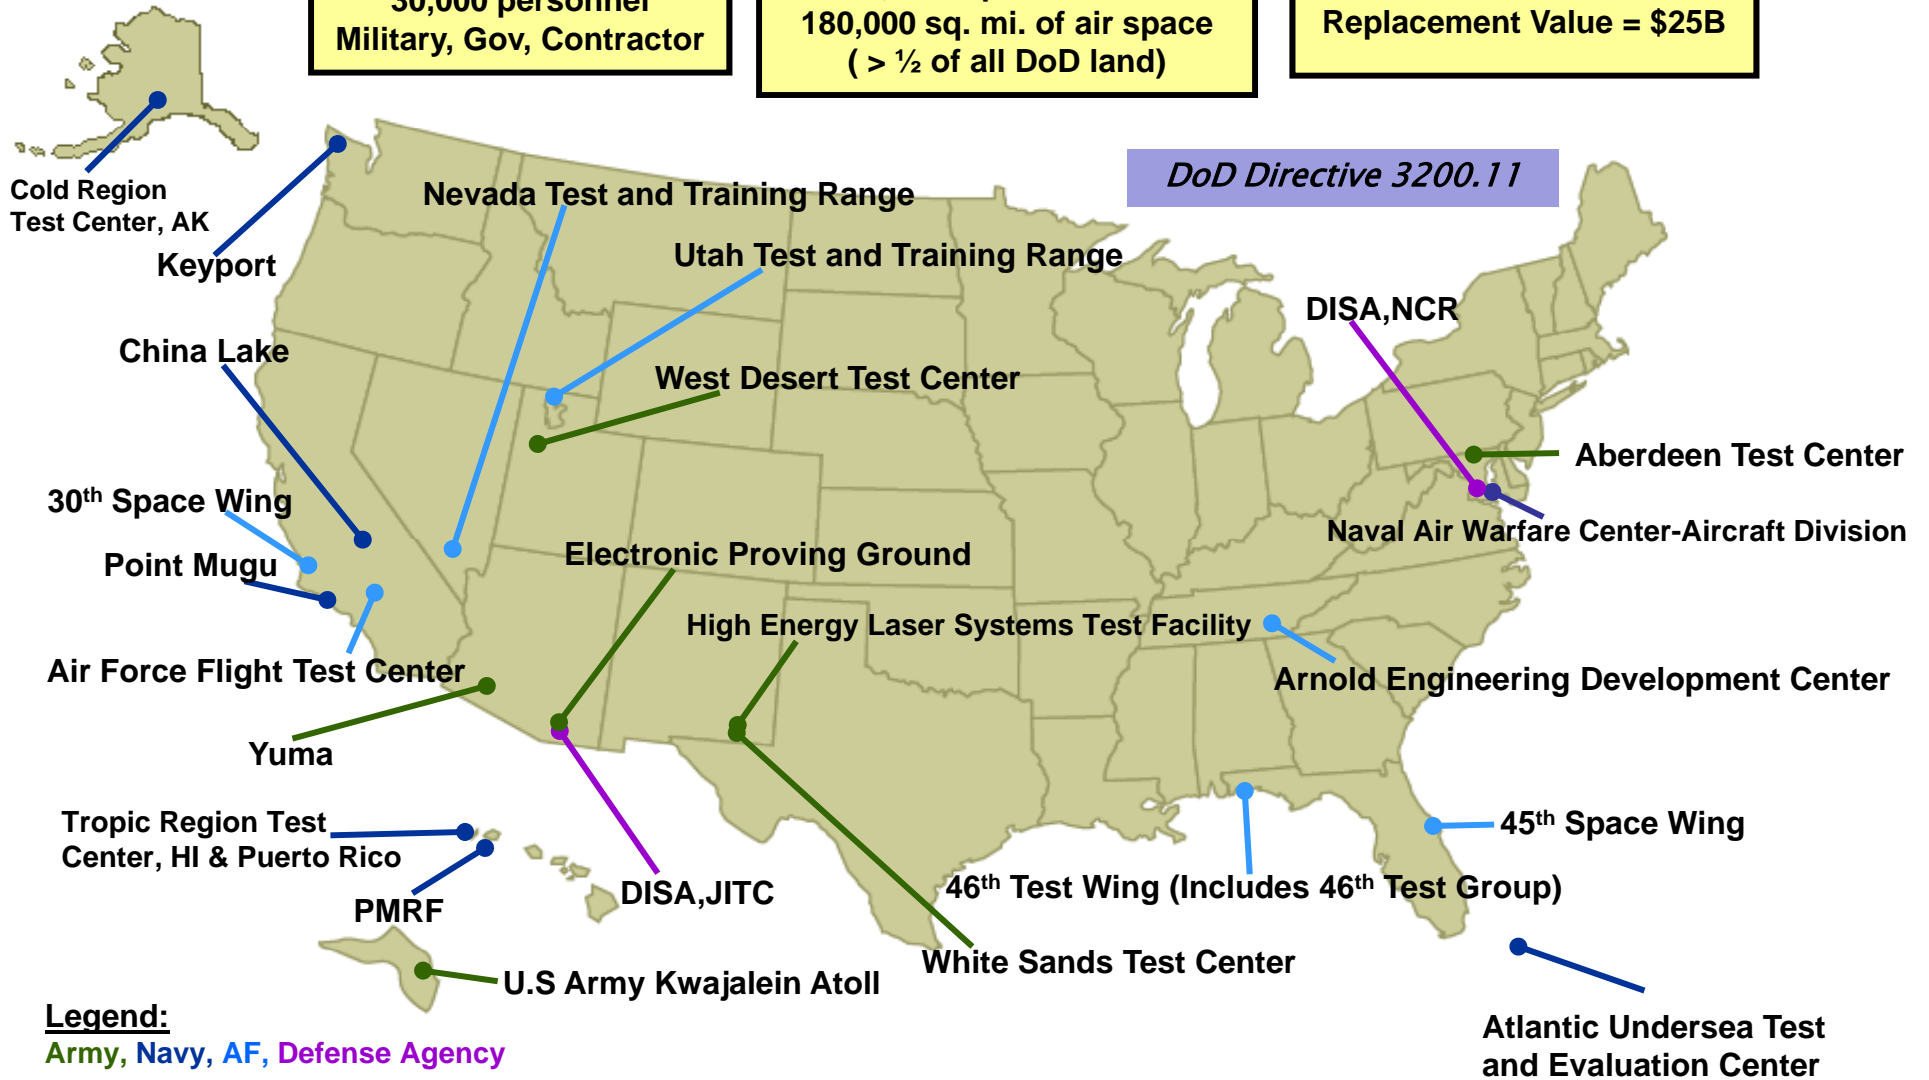 30,000 personnel
Military, Gov, Contractor
180,000 sq. mi. of air space
( > ½ of all DoD land)
Replacement Value = $25B
DoD Directive 3200.11
Cold Region
Test Center, AK
Keyport
Nevada Test and Training Range
Utah Test and Training Range
DISA,NCR
China Lake
West Desert Test Center
Aberdeen Test Center
30th Space Wing
Naval Air Warfare Center-Aircraft Division
Point Mugu
Electronic Proving Ground
High Energy Laser Systems Test Facility
Air Force Flight Test Center
Arnold Engineering Development Center
Yuma
Tropic Region Test
Center, HI & Puerto Rico
45th Space Wing
PMRF
DISA,JITC
46th Test Wing (Includes 46th Test Group)
White Sands Test Center
U.S Army Kwajalein Atoll
Legend:
Army, Navy, AF, Defense Agency
Atlantic Undersea Test
and Evaluation Center